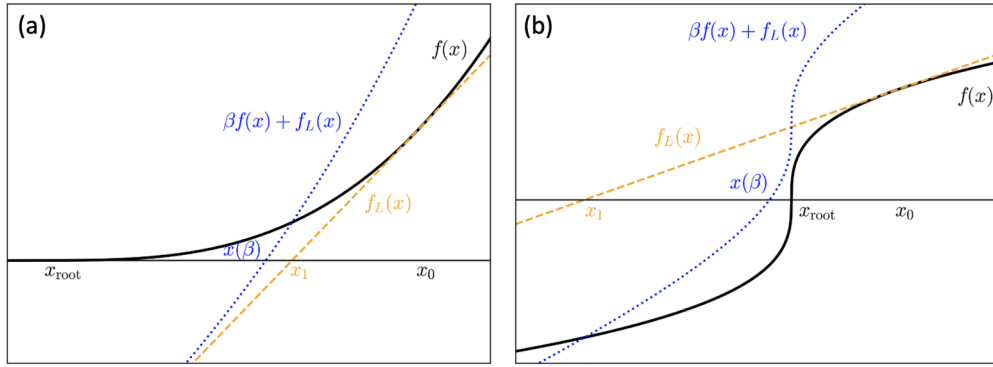 (a)
f(x)
βf(x) + f_L(x)
f_L(x)
x(β)
x_root
x_1
x_0
(b)
βf(x) + f_L(x)
f(x)
f_L(x)
x(β)
x_1
x_root
x_0